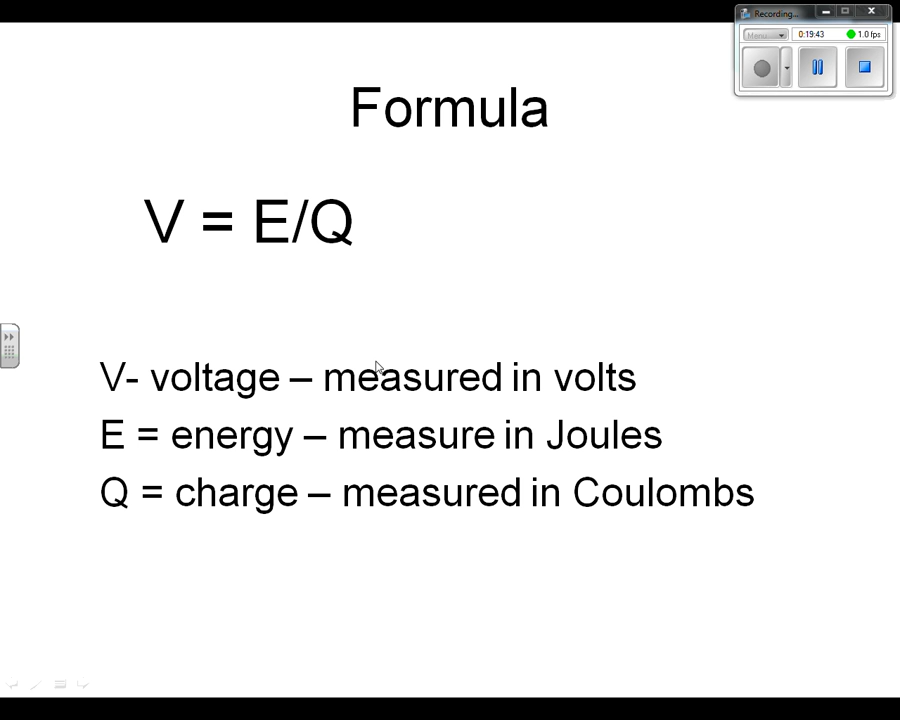 Recording...
Menu
0:19:43
1.0 fps
Formula
V = E/Q
V- voltage – measured in volts
E = energy – measure in Joules
Q = charge – measured in Coulombs